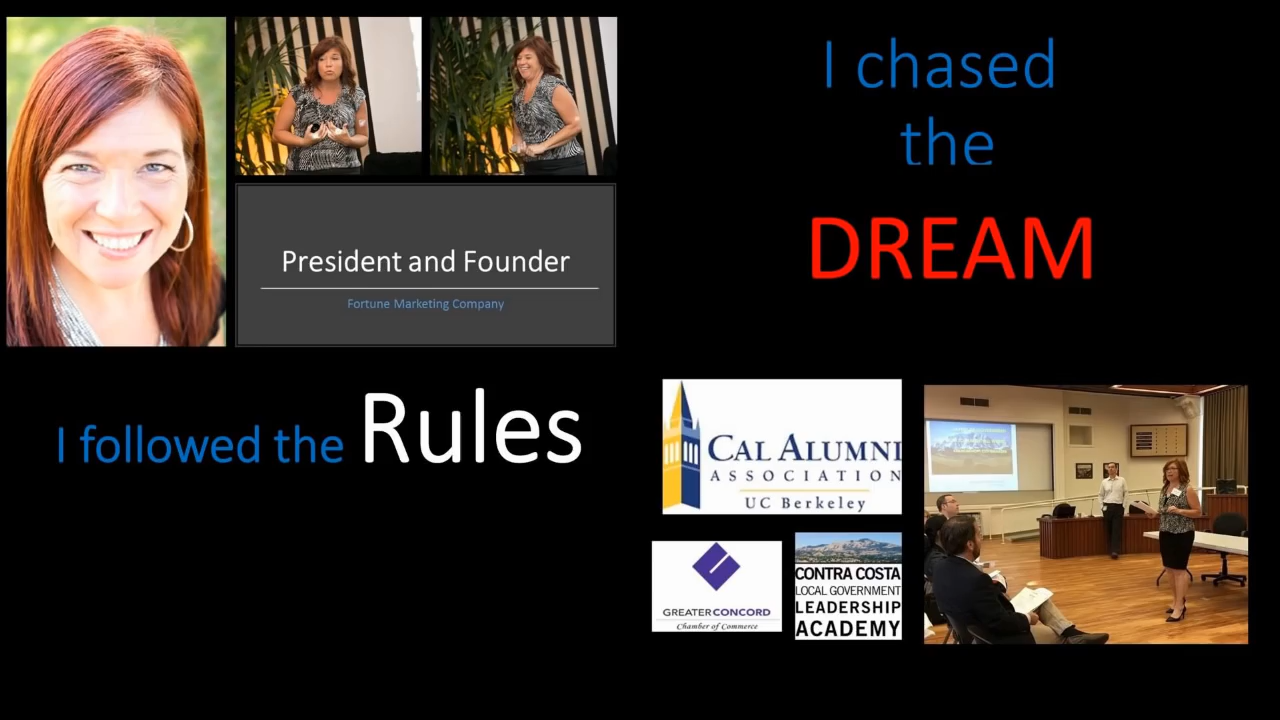 President and Founder
Fortune Marketing Company
I chased
the
DREAM
I followed the Rules
CAL ALUMNI
ASSOCIATION
UC Berkeley
GREATER CONCORD
Chamber of Commerce
CONTRA COSTA
LOCAL GOVERNMENT
LEADERSHIP
ACADEMY